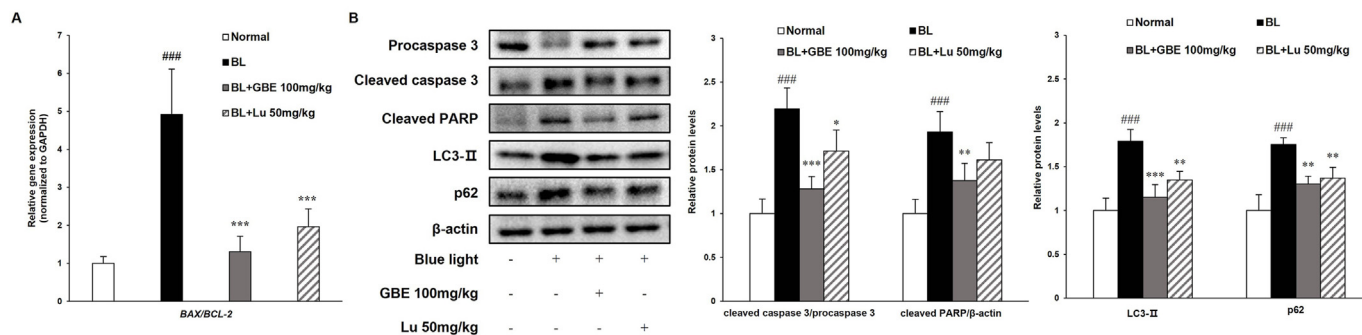 A
Relative gene expression
(normalized to GAPDH)
7
6
5
4
3
2
1
0
###
***
***
BAX/BCL-2
Normal
BL
BL+GBE 100mg/kg
BL+Lu 50mg/kg
B
Procaspase 3
Cleaved caspase 3
Cleaved PARP
LC3-II
p62
β-actin
Blue light - + + +
GBE 100mg/kg - - + -
Lu 50mg/kg - - - +
Normal BL
BL+GBE 100mg/kg BL+Lu 50mg/kg
Relative protein levels
3
2.5
2
1.5
1
0.5
0
###
***
*
###
**
cleaved caspase 3/procaspase 3 cleaved PARP/β-actin
Normal BL
BL+GBE 100mg/kg BL+Lu 50mg/kg
Relative protein levels
3
2.5
2
1.5
1
0.5
0
###
***
**
###
**
**
LC3-II p62